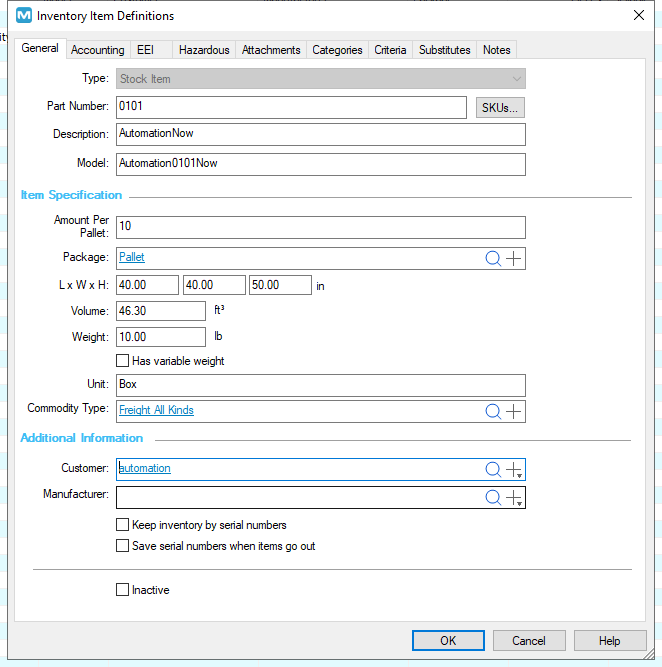 Inventory Item Definitions
General Accounting EEI Hazardous Attachments Categories Criteria Substitutes Notes
Type: Stock Item
Part Number: 0101 SKUs...
Description: AutomationNow
Model: Automation0101Now
Item Specification
Amount Per
Pallet: 10
Package: Pallet
L x W x H: 40.00 40.00 50.00 in
Volume: 46.30 ft³
Weight: 10.00 lb
Has variable weight
Unit: Box
Commodity Type: Freight All Kinds
Additional Information
Customer: automation
Manufacturer:
Keep inventory by serial numbers
Save serial numbers when items go out
Inactive
OK Cancel Help